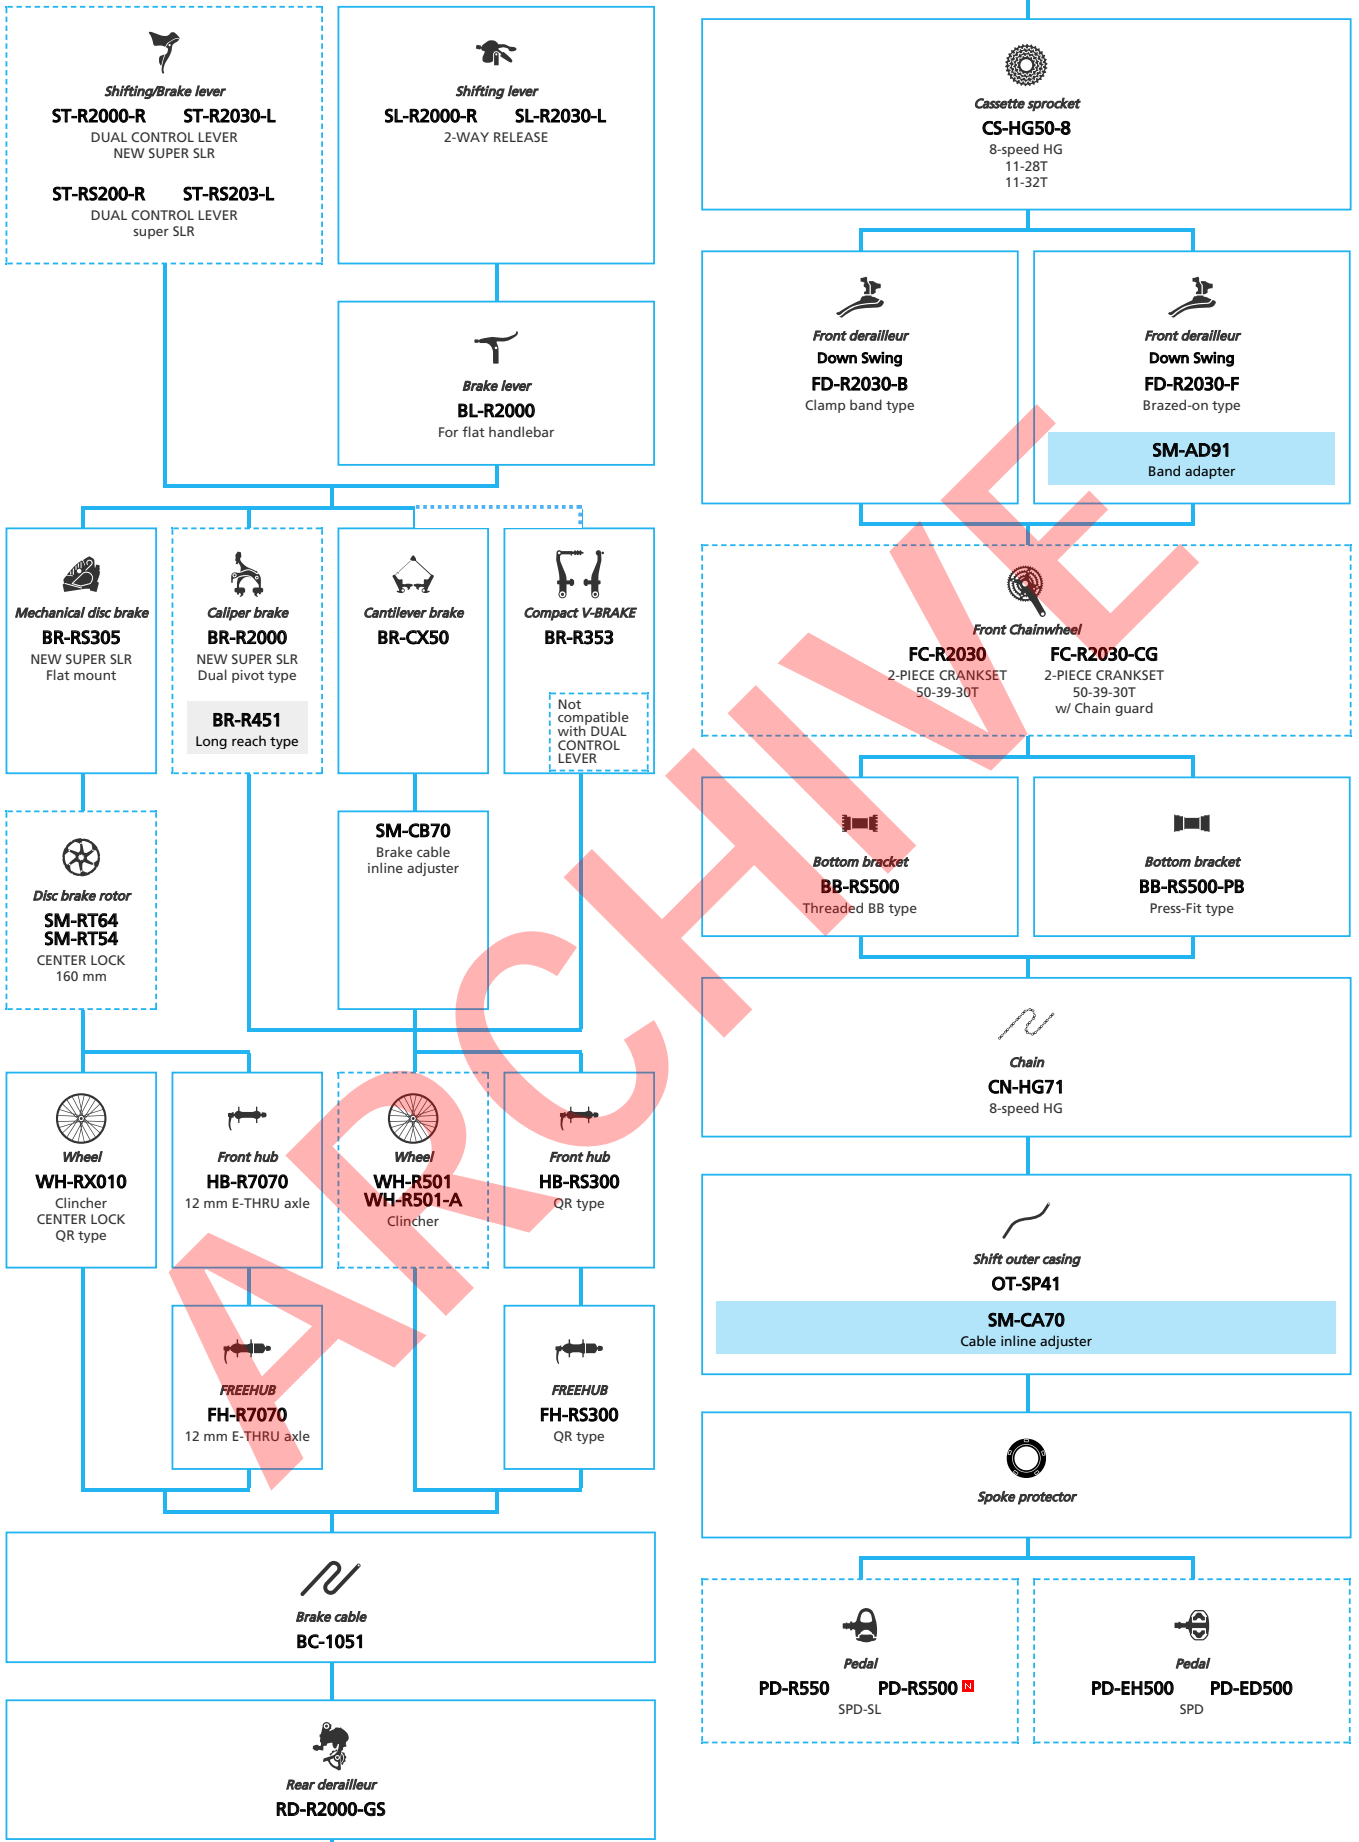 Shifting/Brake lever
ST-R2000-R ST-R2030-L
DUAL CONTROL LEVER
NEW SUPER SLR
ST-RS200-R ST-RS203-L
DUAL CONTROL LEVER
super SLR
Shifting lever
SL-R2000-R SL-R2030-L
2-WAY RELEASE
Brake lever
BL-R2000
For flat handlebar
Mechanical disc brake
BR-RS305
NEW SUPER SLR
Flat mount
Caliper brake
BR-R2000
NEW SUPER SLR
Dual pivot type
BR-R451
Long reach type
Cantilever brake
BR-CX50
Compact V-BRAKE
BR-R353
Not
compatible
with DUAL
CONTROL
LEVER
Disc brake rotor
SM-RT64
SM-RT54
CENTER LOCK
160 mm
SM-CB70
Brake cable
inline adjuster
Wheel
WH-RX010
Clincher
CENTER LOCK
QR type
Front hub
HB-R7070
12 mm E-THRU axle
Wheel
WH-R501
WH-R501-A
Clincher
Front hub
HB-RS300
QR type
FREEHUB
FH-R7070
12 mm E-THRU axle
FREEHUB
FH-RS300
QR type
Brake cable
BC-1051
Rear derailleur
RD-R2000-GS
Cassette sprocket
CS-HG50-8
8-speed HG
11-28T
11-32T
Front derailleur
Down Swing
FD-R2030-B
Clamp band type
Front derailleur
Down Swing
FD-R2030-F
Brazed-on type
SM-AD91
Band adapter
Front Chainwheel
FC-R2030
2-PIECE CRANKSET
50-39-30T
FC-R2030-CG
2-PIECE CRANKSET
50-39-30T
w/ Chain guard
Bottom bracket
BB-RS500
Threaded BB type
Bottom bracket
BB-RS500-PB
Press-Fit type
Chain
CN-HG71
8-speed HG
Shift outer casing
OT-SP41
SM-CA70
Cable inline adjuster
Spoke protector
Pedal
PD-R550 PD-RS500 N
SPD-SL
Pedal
PD-EH500 PD-ED500
SPD
ARCHIVE